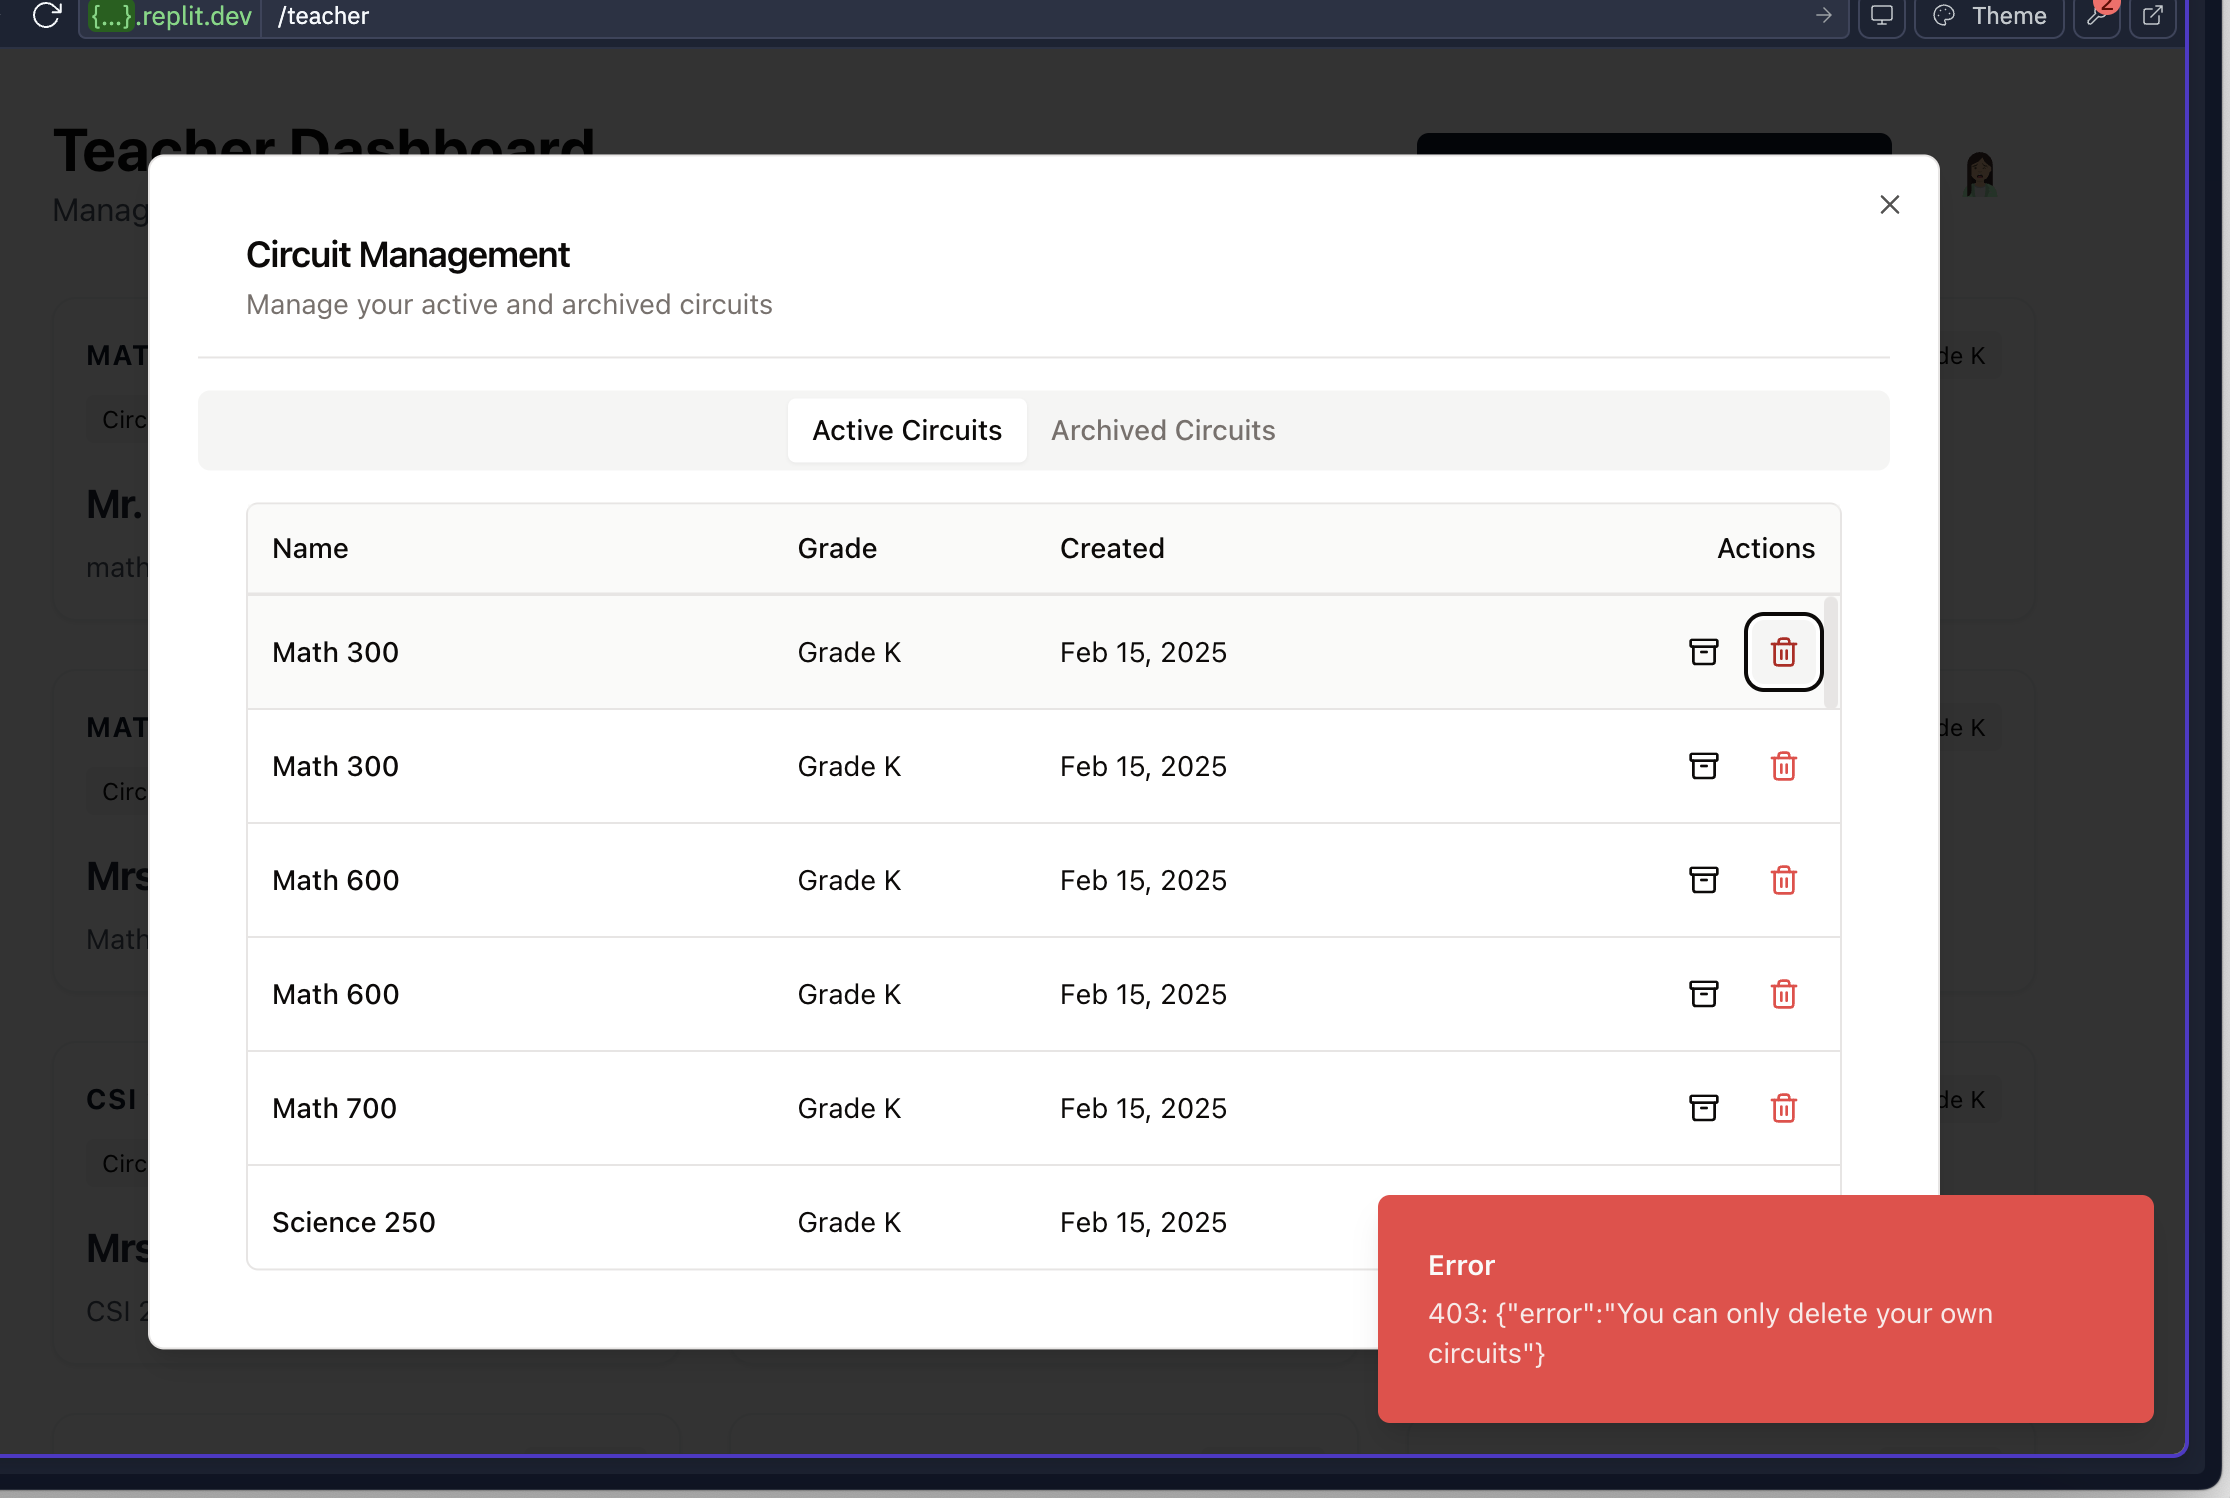 {...}.replit.dev /teacher Theme 2
Teacher Dashboard
Manag
Circuit Management
Manage your active and archived circuits
MAT de K
Circ
Active Circuits Archived Circuits
Mr.
math
Name Grade Created Actions
Math 300 Grade K Feb 15, 2025
MAT de K
Math 300 Grade K Feb 15, 2025
Circ
Mrs
Math 600 Grade K Feb 15, 2025
Math
Math 600 Grade K Feb 15, 2025
CSI de K
Math 700 Grade K Feb 15, 2025
Circ
Science 250 Grade K Feb 15, 2025
Mrs
CSI 2
Error
403: {"error":"You can only delete your own
circuits"}